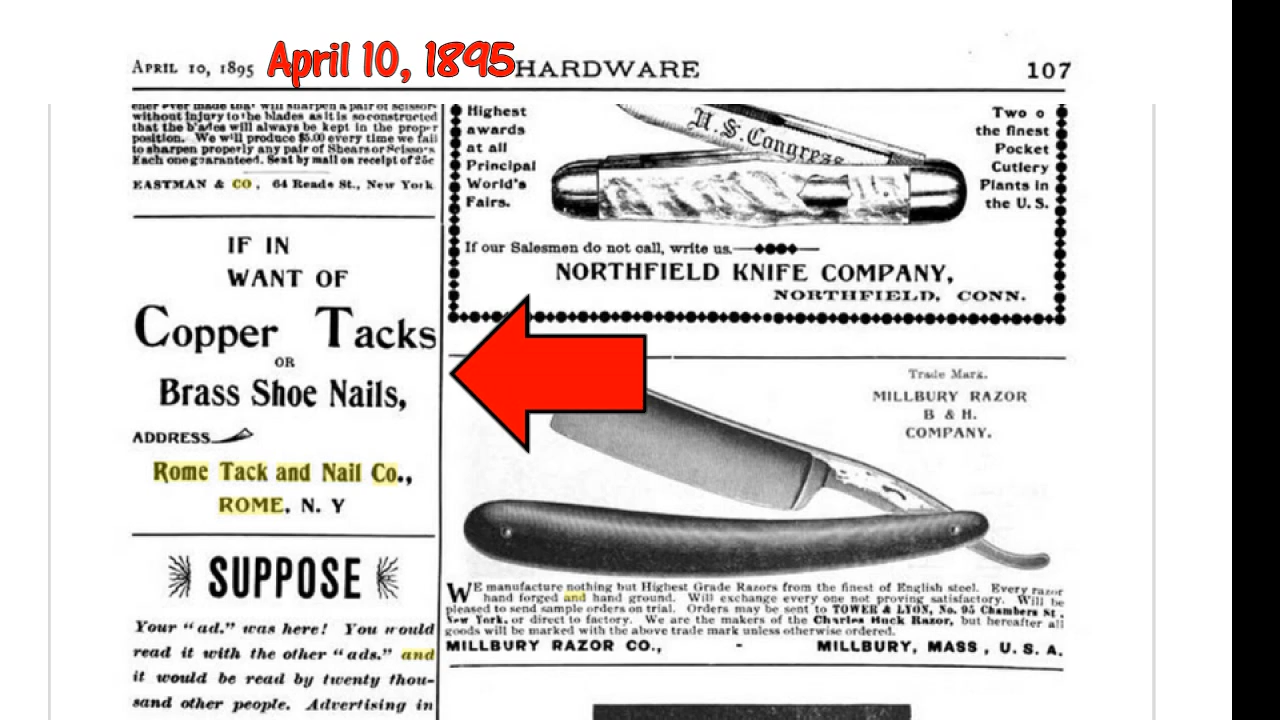 APRIL 10, 1895
April 10, 1895
HARDWARE
107
ener ever made that will sharpen a pair of scissors
without injury to the blades as it is so constructed
that the blades will always be kept in the proper
position. We will produce $5.00 every time we fail
to sharpen properly any pair of Shears or Scissors
Each one guaranteed. Sent by mail on receipt of 25c
EASTMAN & CO, 64 Reade St., New York
IF IN
WANT OF
Copper Tacks
OR
Brass Shoe Nails,
ADDRESS
Rome Tack and Nail Co.,
ROME, N. Y
SUPPOSE
Your "ad." was here! You would
read it with the other "ads." and
it would be read by twenty thou-
sand other people. Advertising in
Highest
awards
at all
Principal
World's
Fairs.
U.S. Congress
Two o
the finest
Pocket
Cutlery
Plants in
the U. S.
If our Salesmen do not call, write us.
NORTHFIELD KNIFE COMPANY,
NORTHFIELD, CONN.
Trade Mark.
MILLBURY RAZOR
B & H.
COMPANY.
WE manufacture nothing but Highest Grade Razors from the finest of English steel. Every razor
hand forged and hand ground. Will exchange every one not proving satisfactory. Will be
pleased to send sample orders on trial. Orders may be sent to TOWER & LYON, No. 95 Chambers St.,
New York, or direct to factory. We are the makers of the Charles Huck Razor, but hereafter all
goods will be marked with the above trade mark unless otherwise ordered.
MILLBURY RAZOR CO., - MILLBURY, MASS, U. S. A.